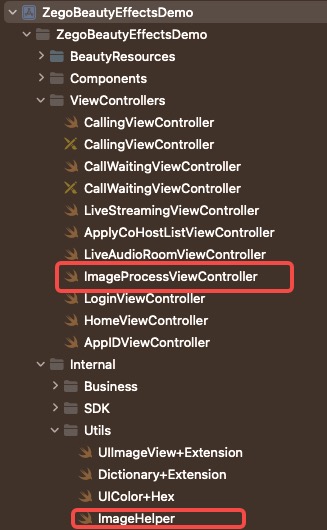 ZegoBeautyEffectsDemo
ZegoBeautyEffectsDemo
BeautyResources
Components
ViewControllers
CallingViewController
CallingViewController
CallWaitingViewController
CallWaitingViewController
LiveStreamingViewController
ApplyCoHostListViewController
LiveAudioRoomViewController
ImageProcessViewController
LoginViewController
HomeViewController
AppIDViewController
Internal
Business
SDK
Utils
UIImageView+Extension
Dictionary+Extension
UIColor+Hex
ImageHelper